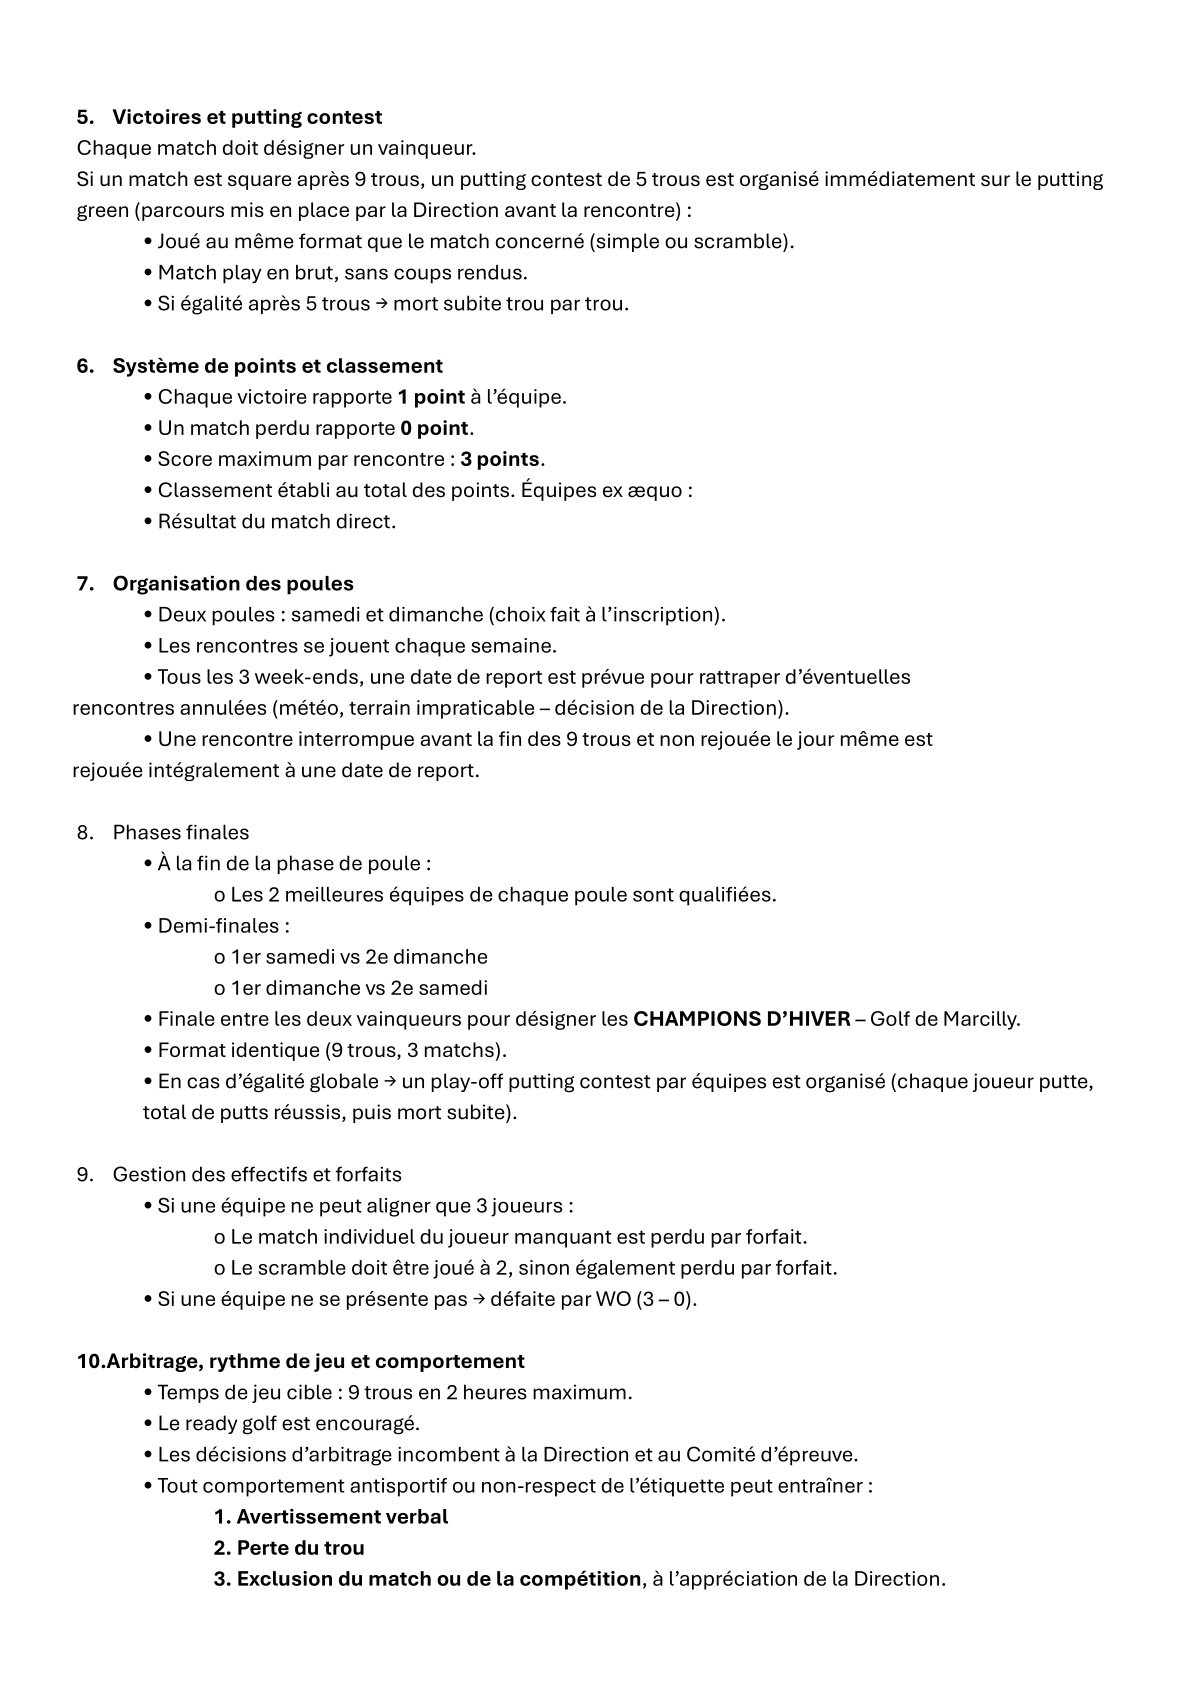 5. Victoires et putting contest
Chaque match doit désigner un vainqueur.
Si un match est square après 9 trous, un putting contest de 5 trous est organisé immédiatement sur le putting
green (parcours mis en place par la Direction avant la rencontre) :
• Joué au même format que le match concerné (simple ou scramble).
• Match play en brut, sans coups rendus.
• Si égalité après 5 trous → mort subite trou par trou.
6. Système de points et classement
• Chaque victoire rapporte 1 point à l’équipe.
• Un match perdu rapporte 0 point.
• Score maximum par rencontre : 3 points.
• Classement établi au total des points. Équipes ex æquo :
• Résultat du match direct.
7. Organisation des poules
• Deux poules : samedi et dimanche (choix fait à l’inscription).
• Les rencontres se jouent chaque semaine.
• Tous les 3 week-ends, une date de report est prévue pour rattraper d’éventuelles
rencontres annulées (météo, terrain impraticable – décision de la Direction).
• Une rencontre interrompue avant la fin des 9 trous et non rejouée le jour même est
rejouée intégralement à une date de report.
8. Phases finales
• À la fin de la phase de poule :
o Les 2 meilleures équipes de chaque poule sont qualifiées.
• Demi-finales :
o 1er samedi vs 2e dimanche
o 1er dimanche vs 2e samedi
• Finale entre les deux vainqueurs pour désigner les CHAMPIONS D’HIVER – Golf de Marcilly.
• Format identique (9 trous, 3 matchs).
• En cas d’égalité globale → un play-off putting contest par équipes est organisé (chaque joueur putte,
total de putts réussis, puis mort subite).
9. Gestion des effectifs et forfaits
• Si une équipe ne peut aligner que 3 joueurs :
o Le match individuel du joueur manquant est perdu par forfait.
o Le scramble doit être joué à 2, sinon également perdu par forfait.
• Si une équipe ne se présente pas → défaite par WO (3 – 0).
10.Arbitrage, rythme de jeu et comportement
• Temps de jeu cible : 9 trous en 2 heures maximum.
• Le ready golf est encouragé.
• Les décisions d’arbitrage incombent à la Direction et au Comité d’épreuve.
• Tout comportement antisportif ou non-respect de l’étiquette peut entraîner :
1. Avertissement verbal
2. Perte du trou
3. Exclusion du match ou de la compétition, à l’appréciation de la Direction.